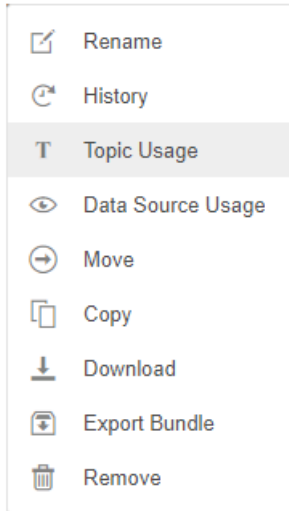 Rename
History
T Topic Usage
Data Source Usage
Move
Copy
Download
Export Bundle
Remove